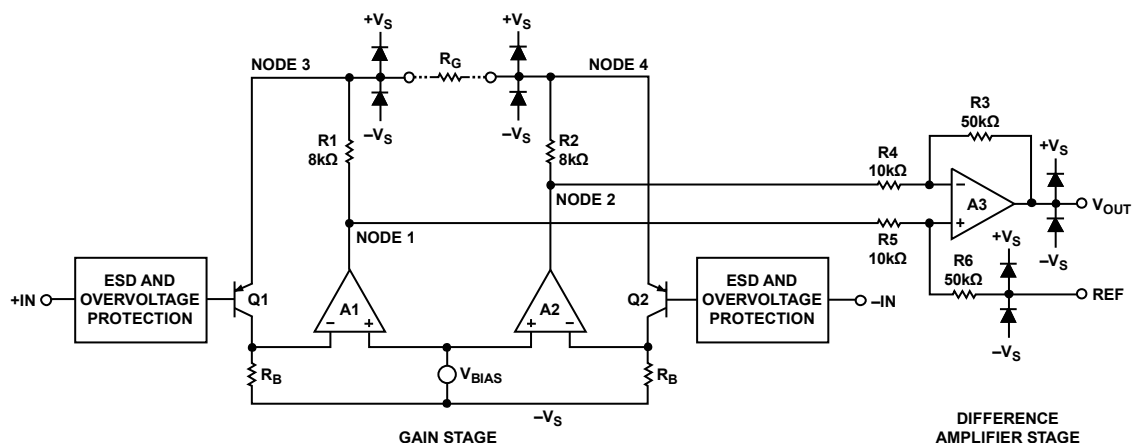 +VS
+VS
NODE 3
RG
NODE 4
−VS
−VS
R1
8kΩ
R2
8kΩ
R3
50kΩ
R4
10kΩ
+VS
−
A3
+
VOUT
NODE 2
NODE 1
R5
10kΩ
−VS
+VS
R6
50kΩ
REF
−VS
ESD AND
OVERVOLTAGE
PROTECTION
+IN
Q1
A1
−
+
A2
+
−
Q2
ESD AND
OVERVOLTAGE
PROTECTION
−IN
RB
VBIAS
RB
−VS
GAIN STAGE
DIFFERENCE
AMPLIFIER STAGE